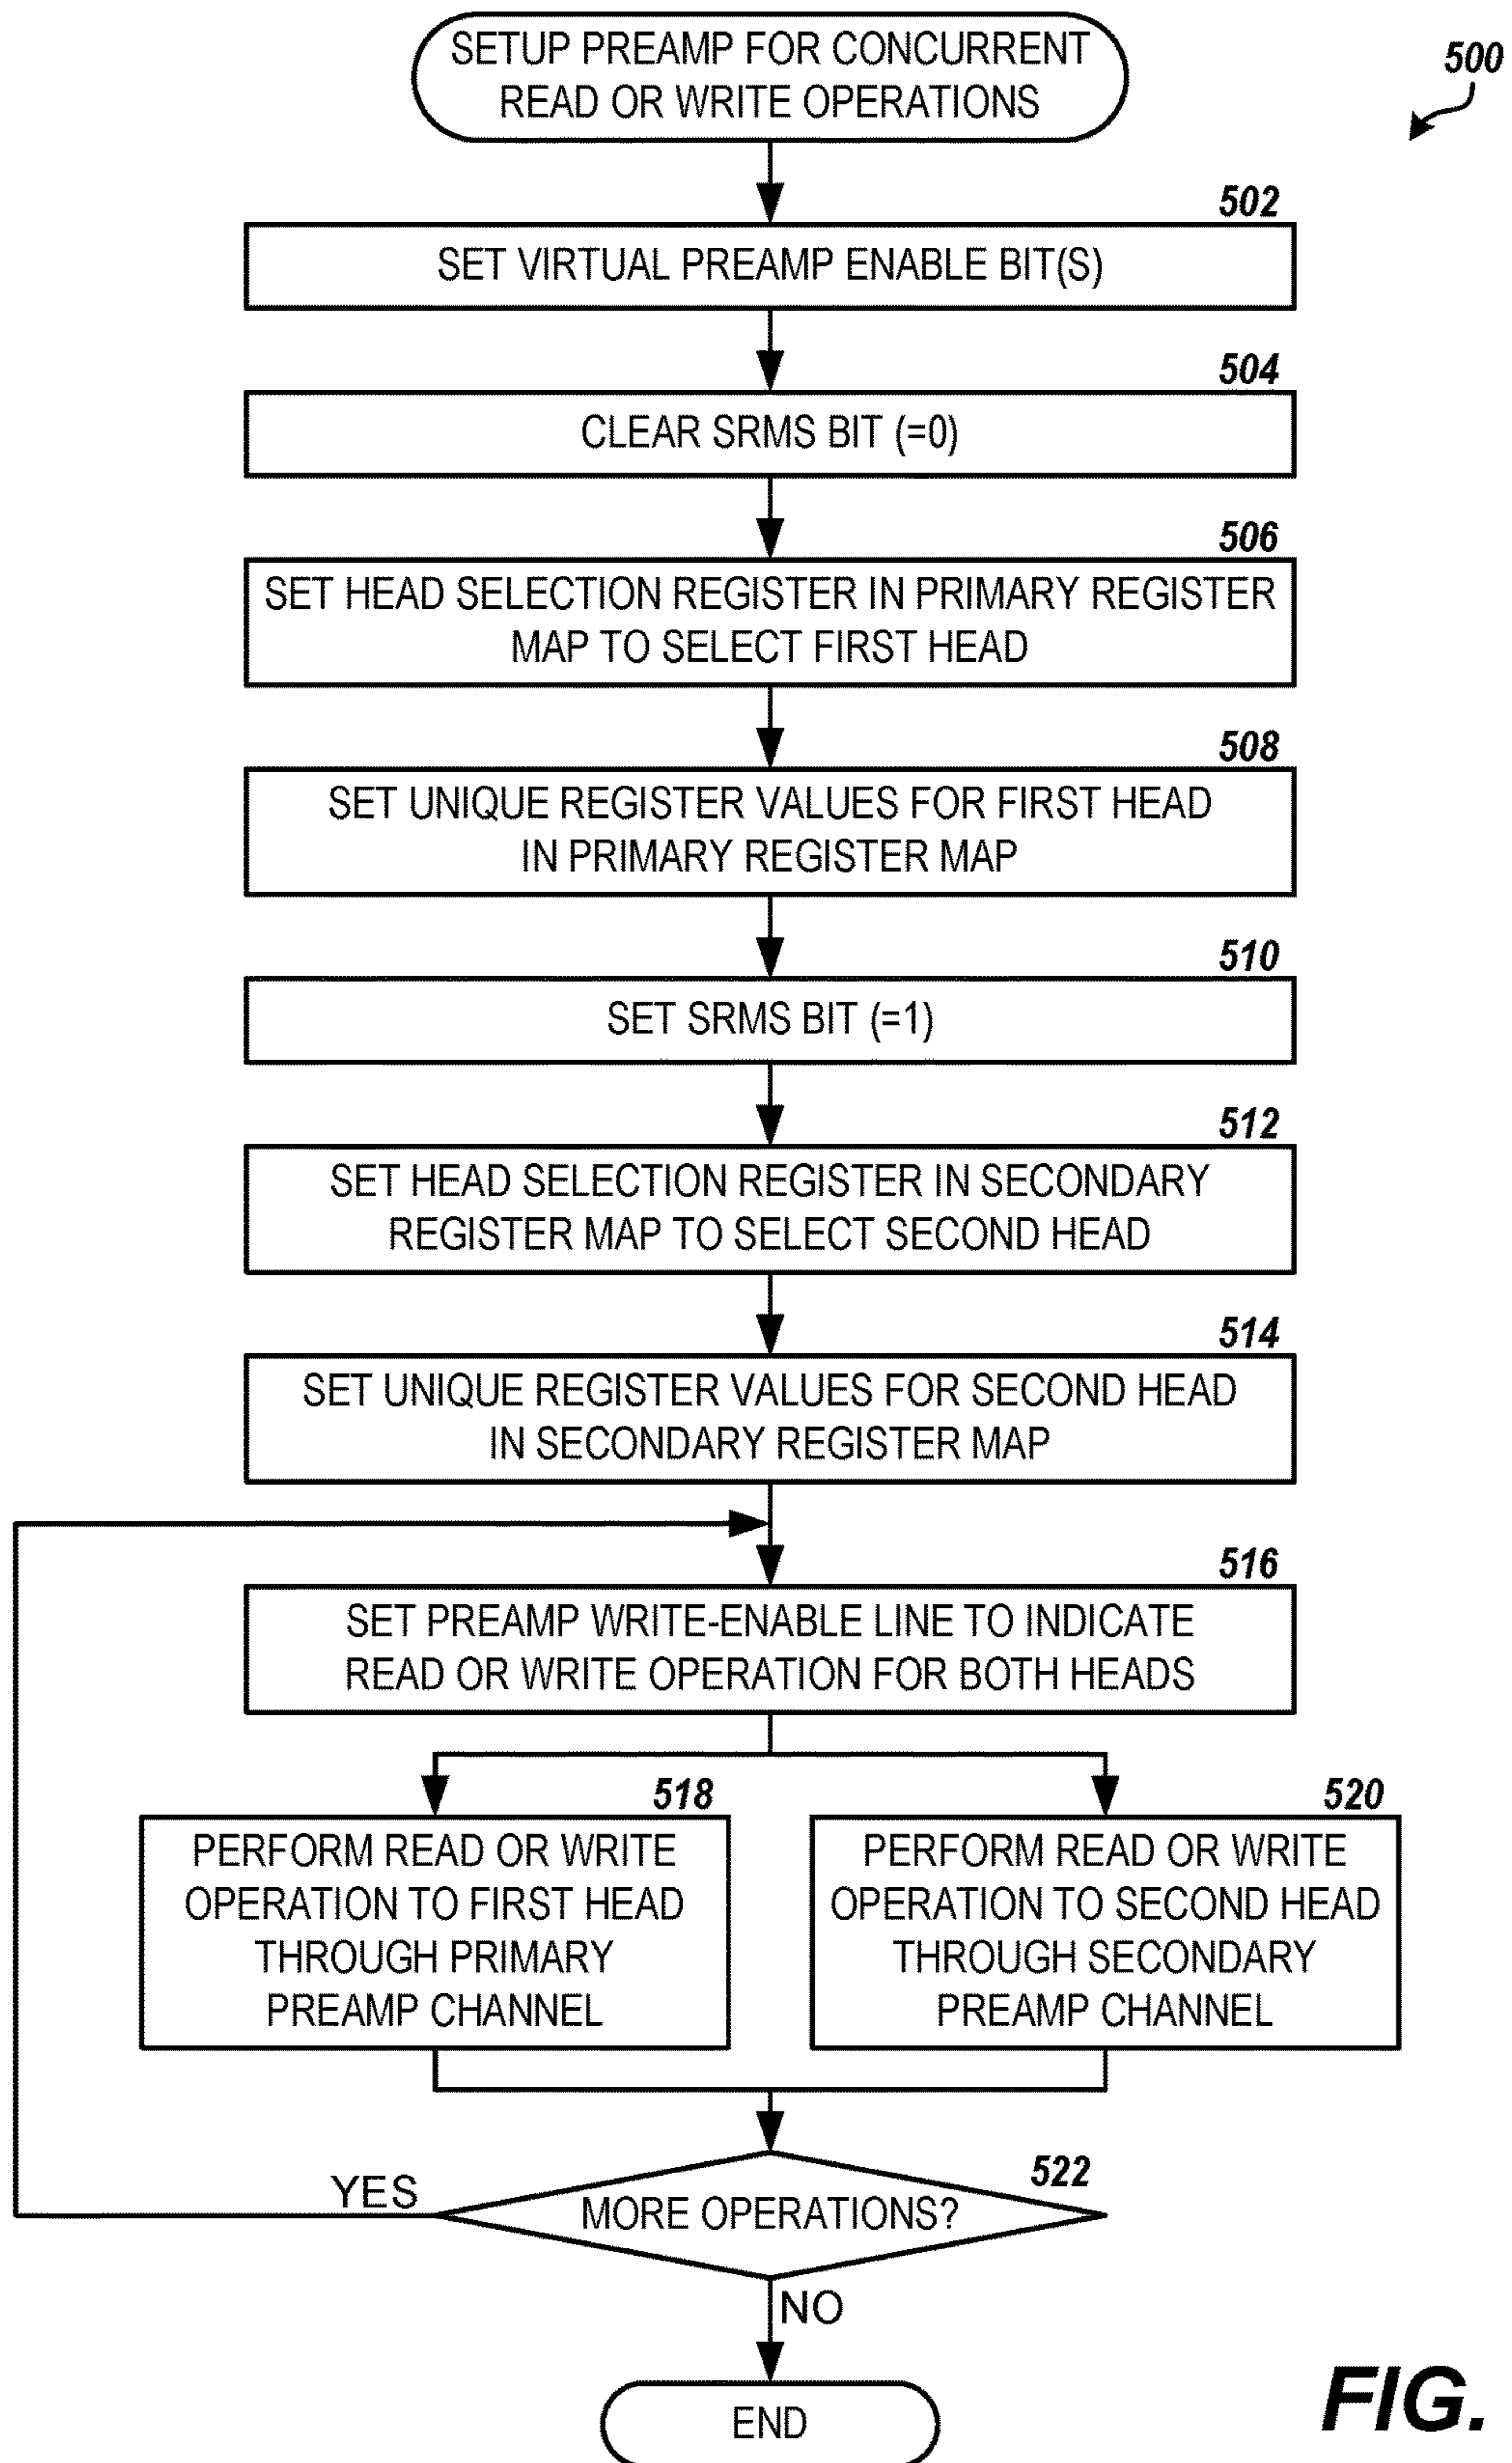 SETUP PREAMP FOR CONCURRENT
READ OR WRITE OPERATIONS
500
502
SET VIRTUAL PREAMP ENABLE BIT(S)
504
CLEAR SRMS BIT (=0)
506
SET HEAD SELECTION REGISTER IN PRIMARY REGISTER
MAP TO SELECT FIRST HEAD
508
SET UNIQUE REGISTER VALUES FOR FIRST HEAD
IN PRIMARY REGISTER MAP
510
SET SRMS BIT (=1)
512
SET HEAD SELECTION REGISTER IN SECONDARY
REGISTER MAP TO SELECT SECOND HEAD
514
SET UNIQUE REGISTER VALUES FOR SECOND HEAD
IN SECONDARY REGISTER MAP
516
SET PREAMP WRITE-ENABLE LINE TO INDICATE
READ OR WRITE OPERATION FOR BOTH HEADS
518
PERFORM READ OR WRITE
OPERATION TO FIRST HEAD
THROUGH PRIMARY
PREAMP CHANNEL
520
PERFORM READ OR WRITE
OPERATION TO SECOND HEAD
THROUGH SECONDARY
PREAMP CHANNEL
522
MORE OPERATIONS?
YES
NO
END
FIG.